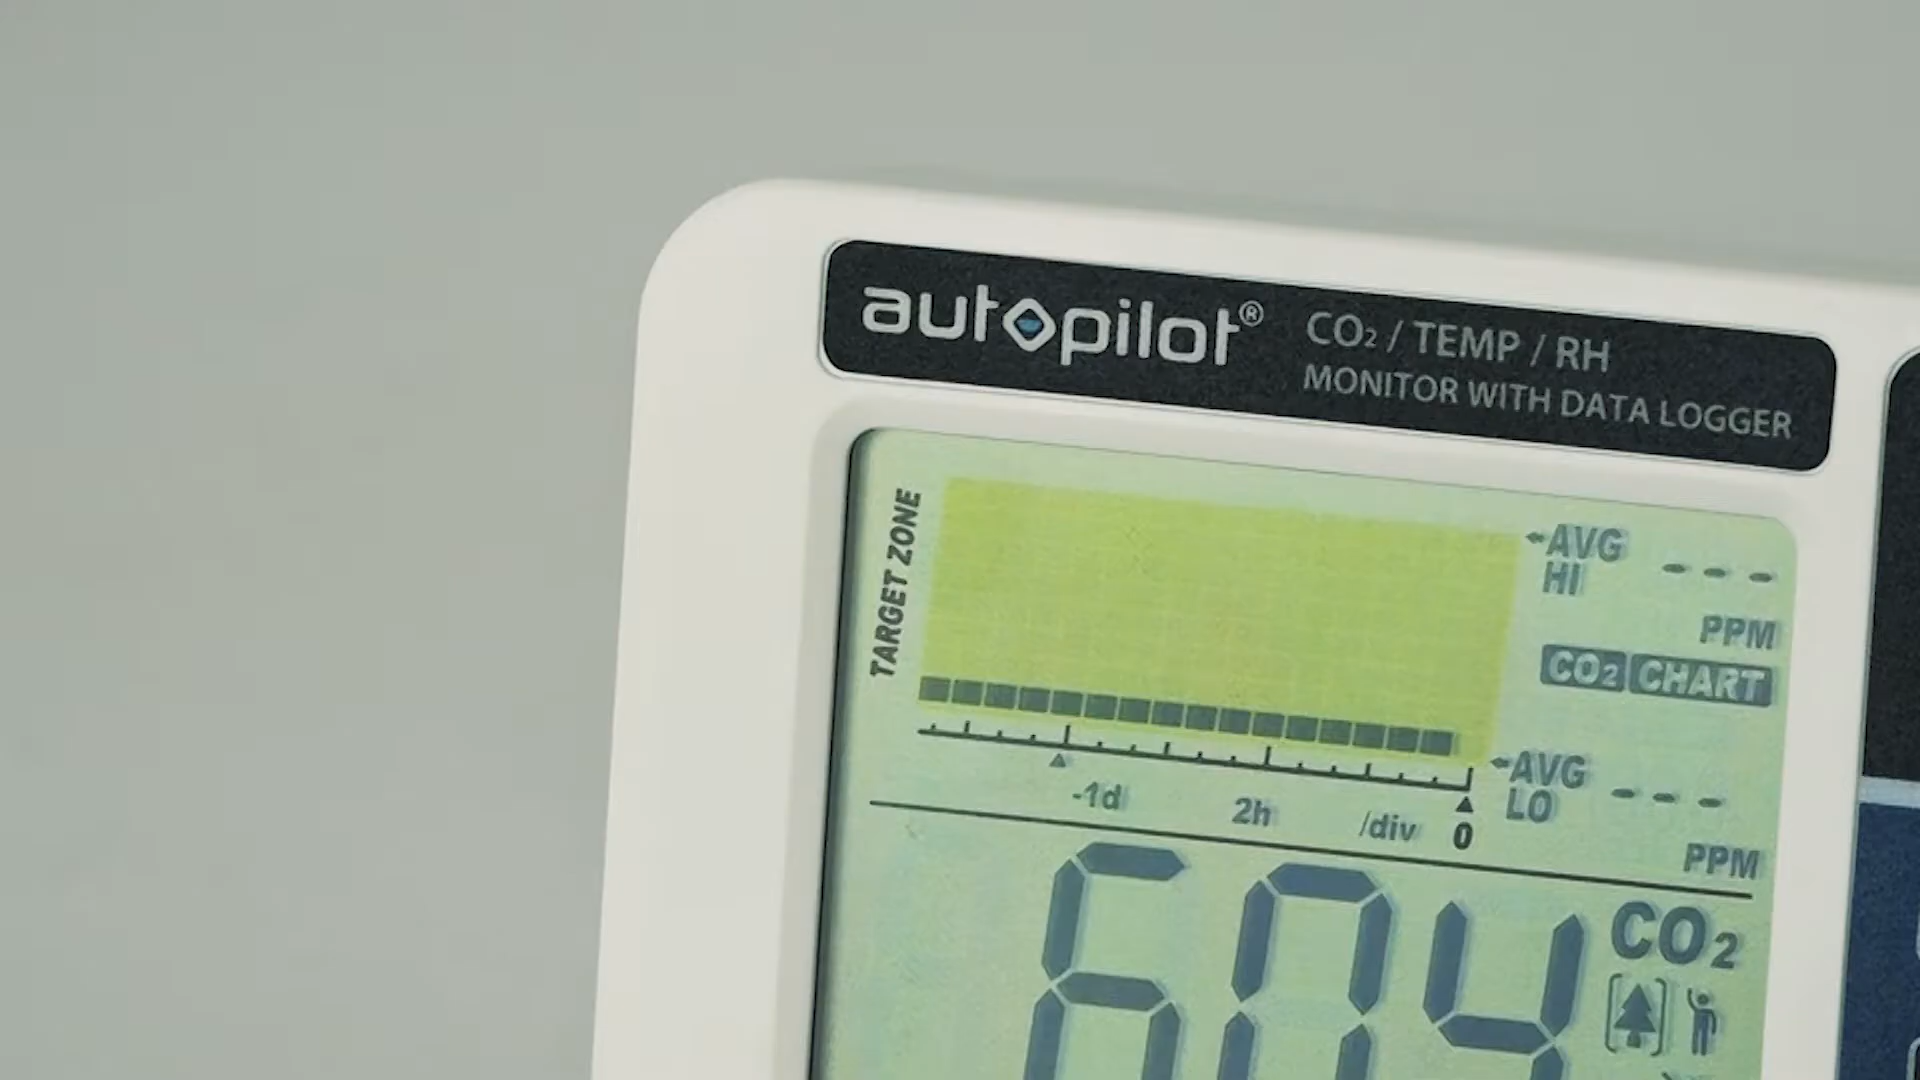 autopilot®
CO₂ / TEMP / RH
MONITOR WITH DATA LOGGER
TARGET ZONE
AVG
HI
---
PPM
CO2 CHART
AVG
LO
---
PPM
-1d 2h /div 0
604
CO2